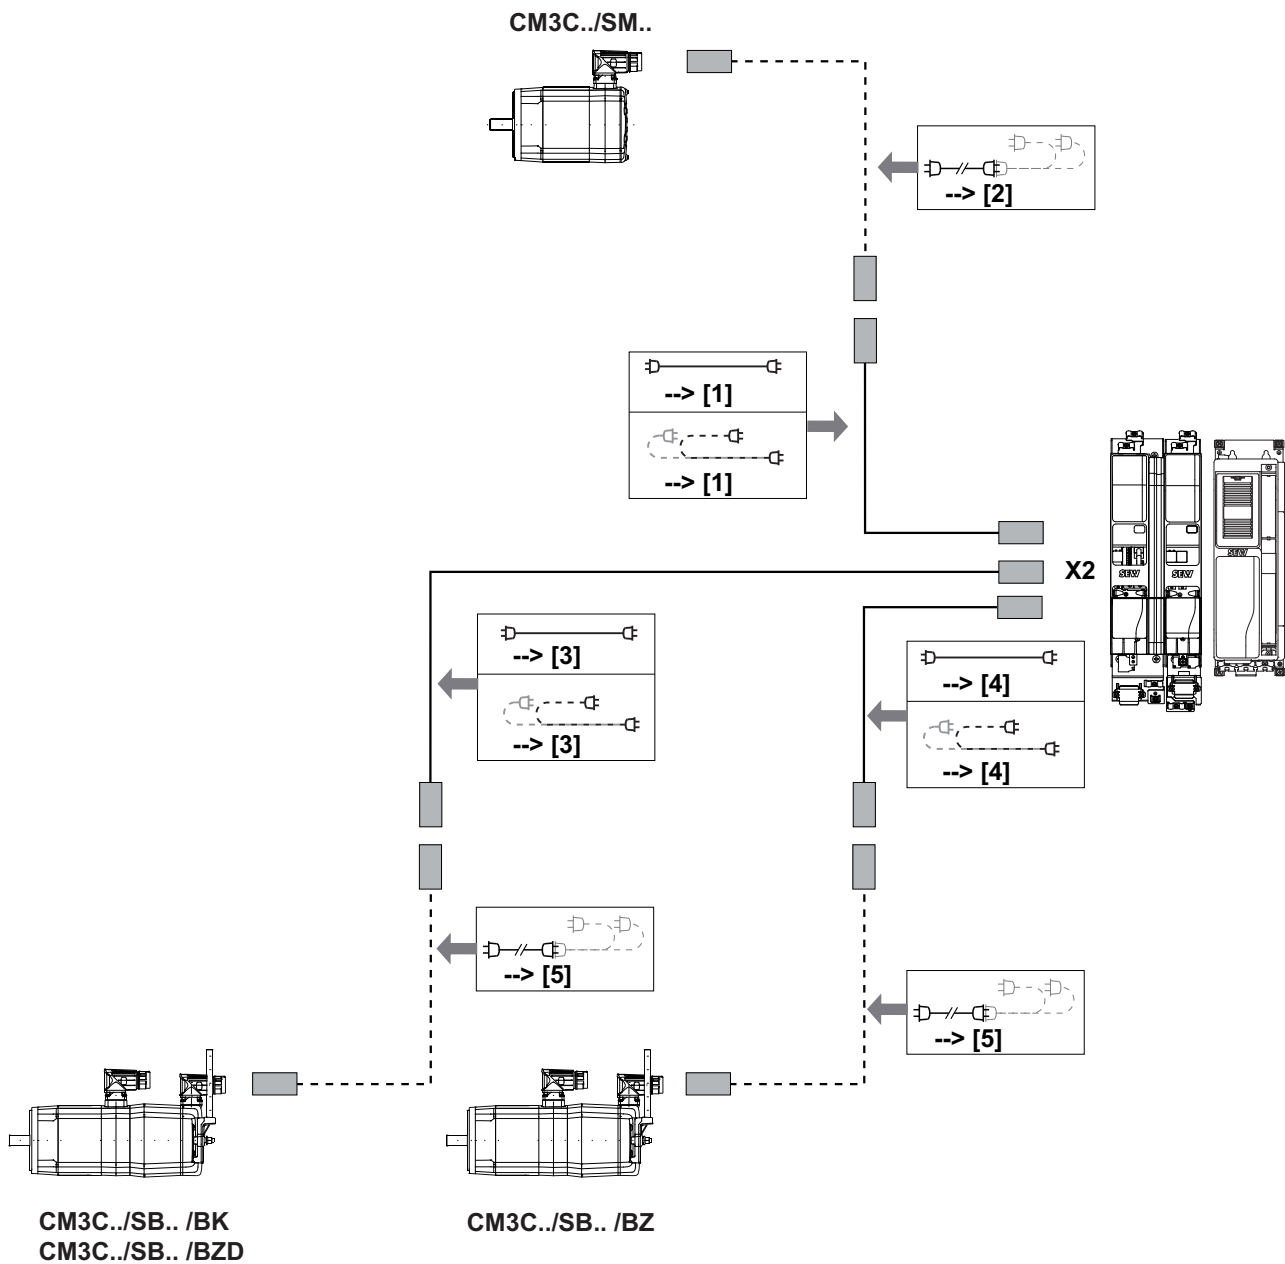 CM3C../SM..
--> [2]
--> [1]
--> [1]
X2
SEW
SEW
SEW
--> [3]
--> [3]
--> [4]
--> [4]
--> [5]
--> [5]
CM3C../SB.. /BK
CM3C../SB.. /BZD
CM3C../SB.. /BZ